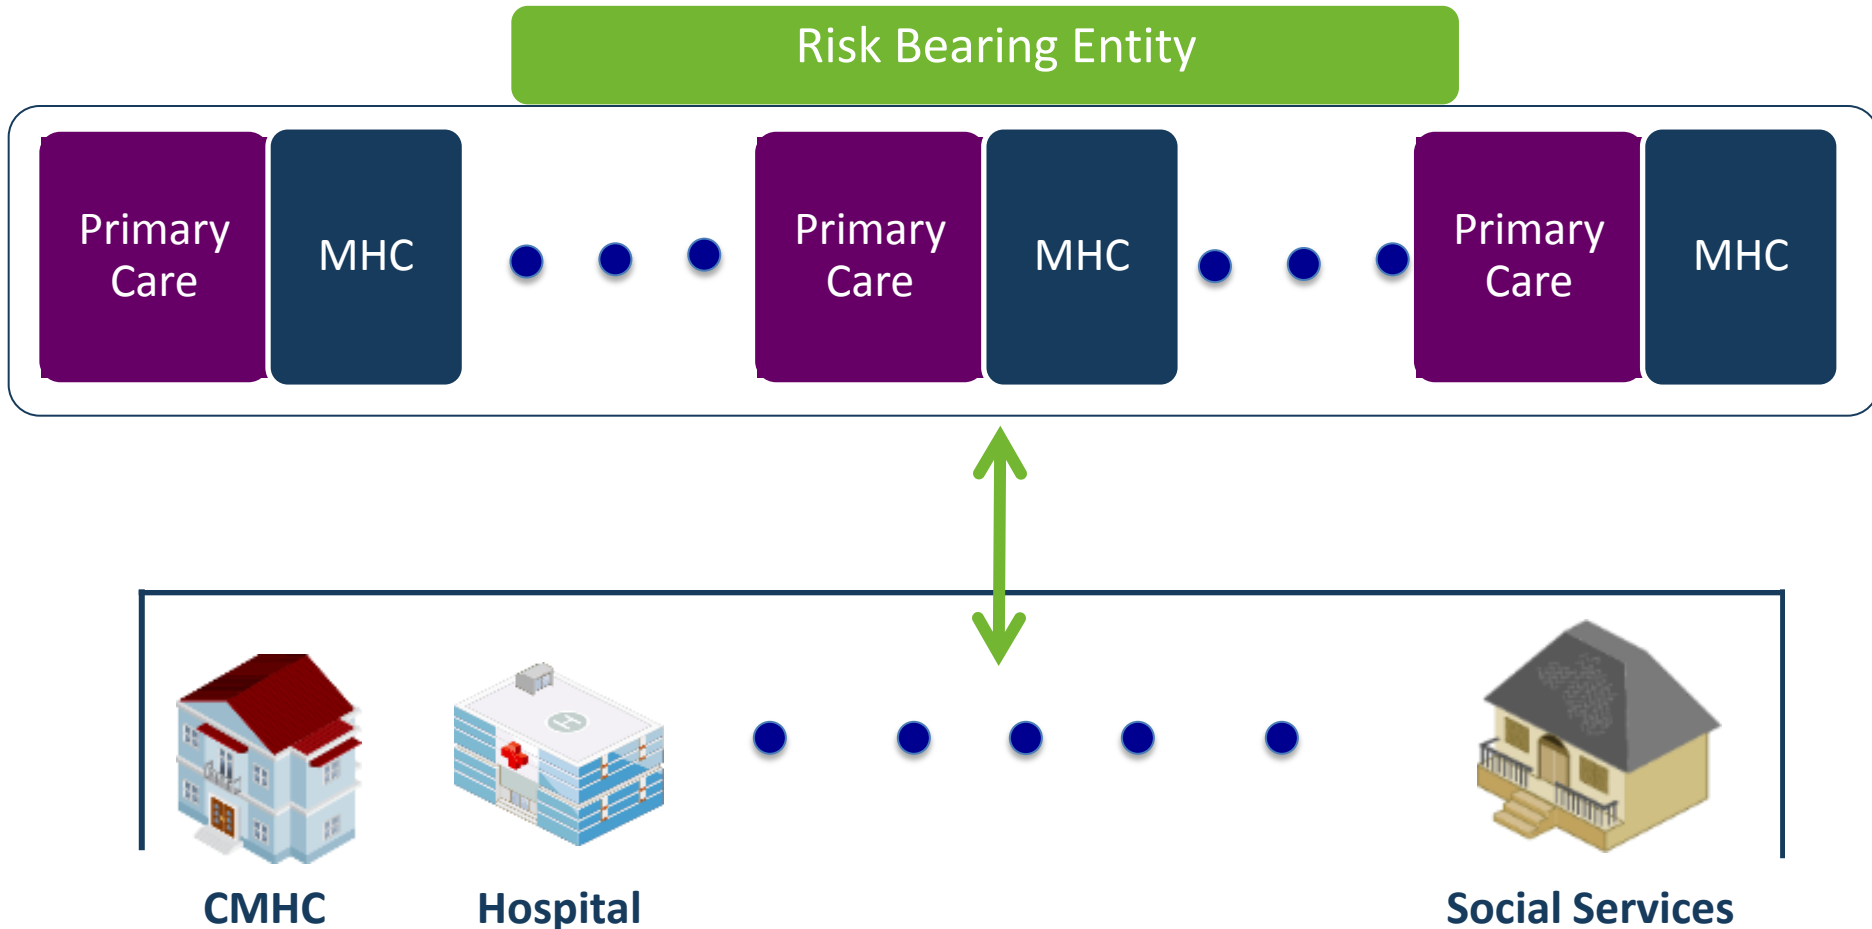 Risk Bearing Entity
Primary
Care
MHC
Primary
Care
MHC
Primary
Care
MHC
CMHC
Hospital
Social Services